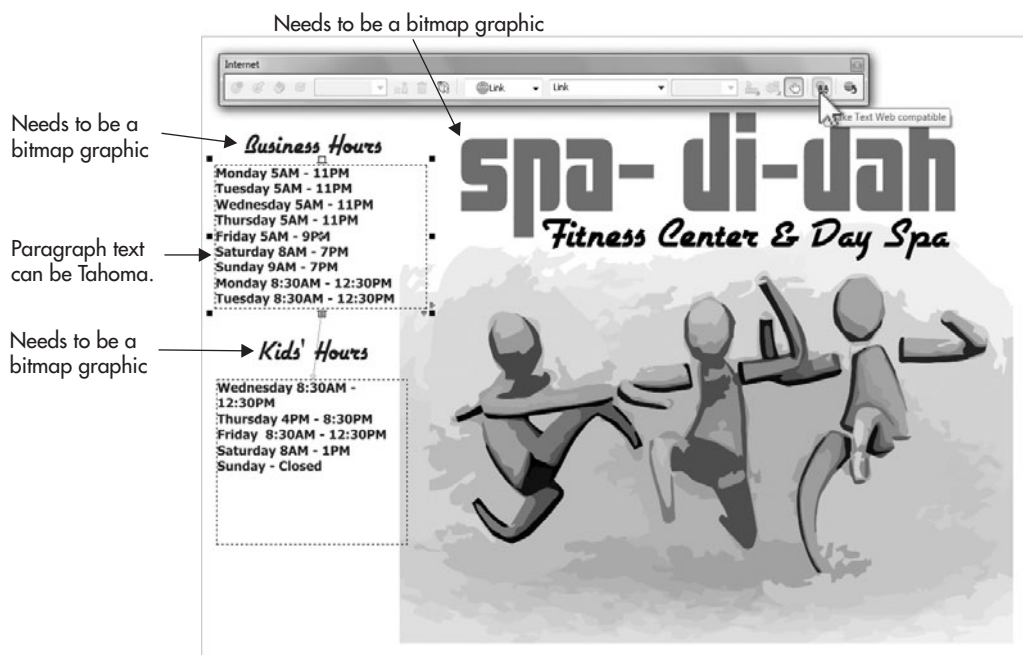 Needs to be a bitmap graphic
Internet
Link
Link
Make Text Web compatible
Needs to be a
bitmap graphic
Business Hours
Monday 5AM - 11PM
Tuesday 5AM - 11PM
Wednesday 5AM - 11PM
Thursday 5AM - 11PM
Friday 5AM - 9PM
Saturday 8AM - 7PM
Sunday 9AM - 7PM
Monday 8:30AM - 12:30PM
Tuesday 8:30AM - 12:30PM
Paragraph text
can be Tahoma.
spa- di-dah
Fitness Center & Day Spa
Needs to be a
bitmap graphic
Kids' Hours
Wednesday 8:30AM -
12:30PM
Thursday 4PM - 8:30PM
Friday 8:30AM - 12:30PM
Saturday 8AM - 1PM
Sunday - Closed